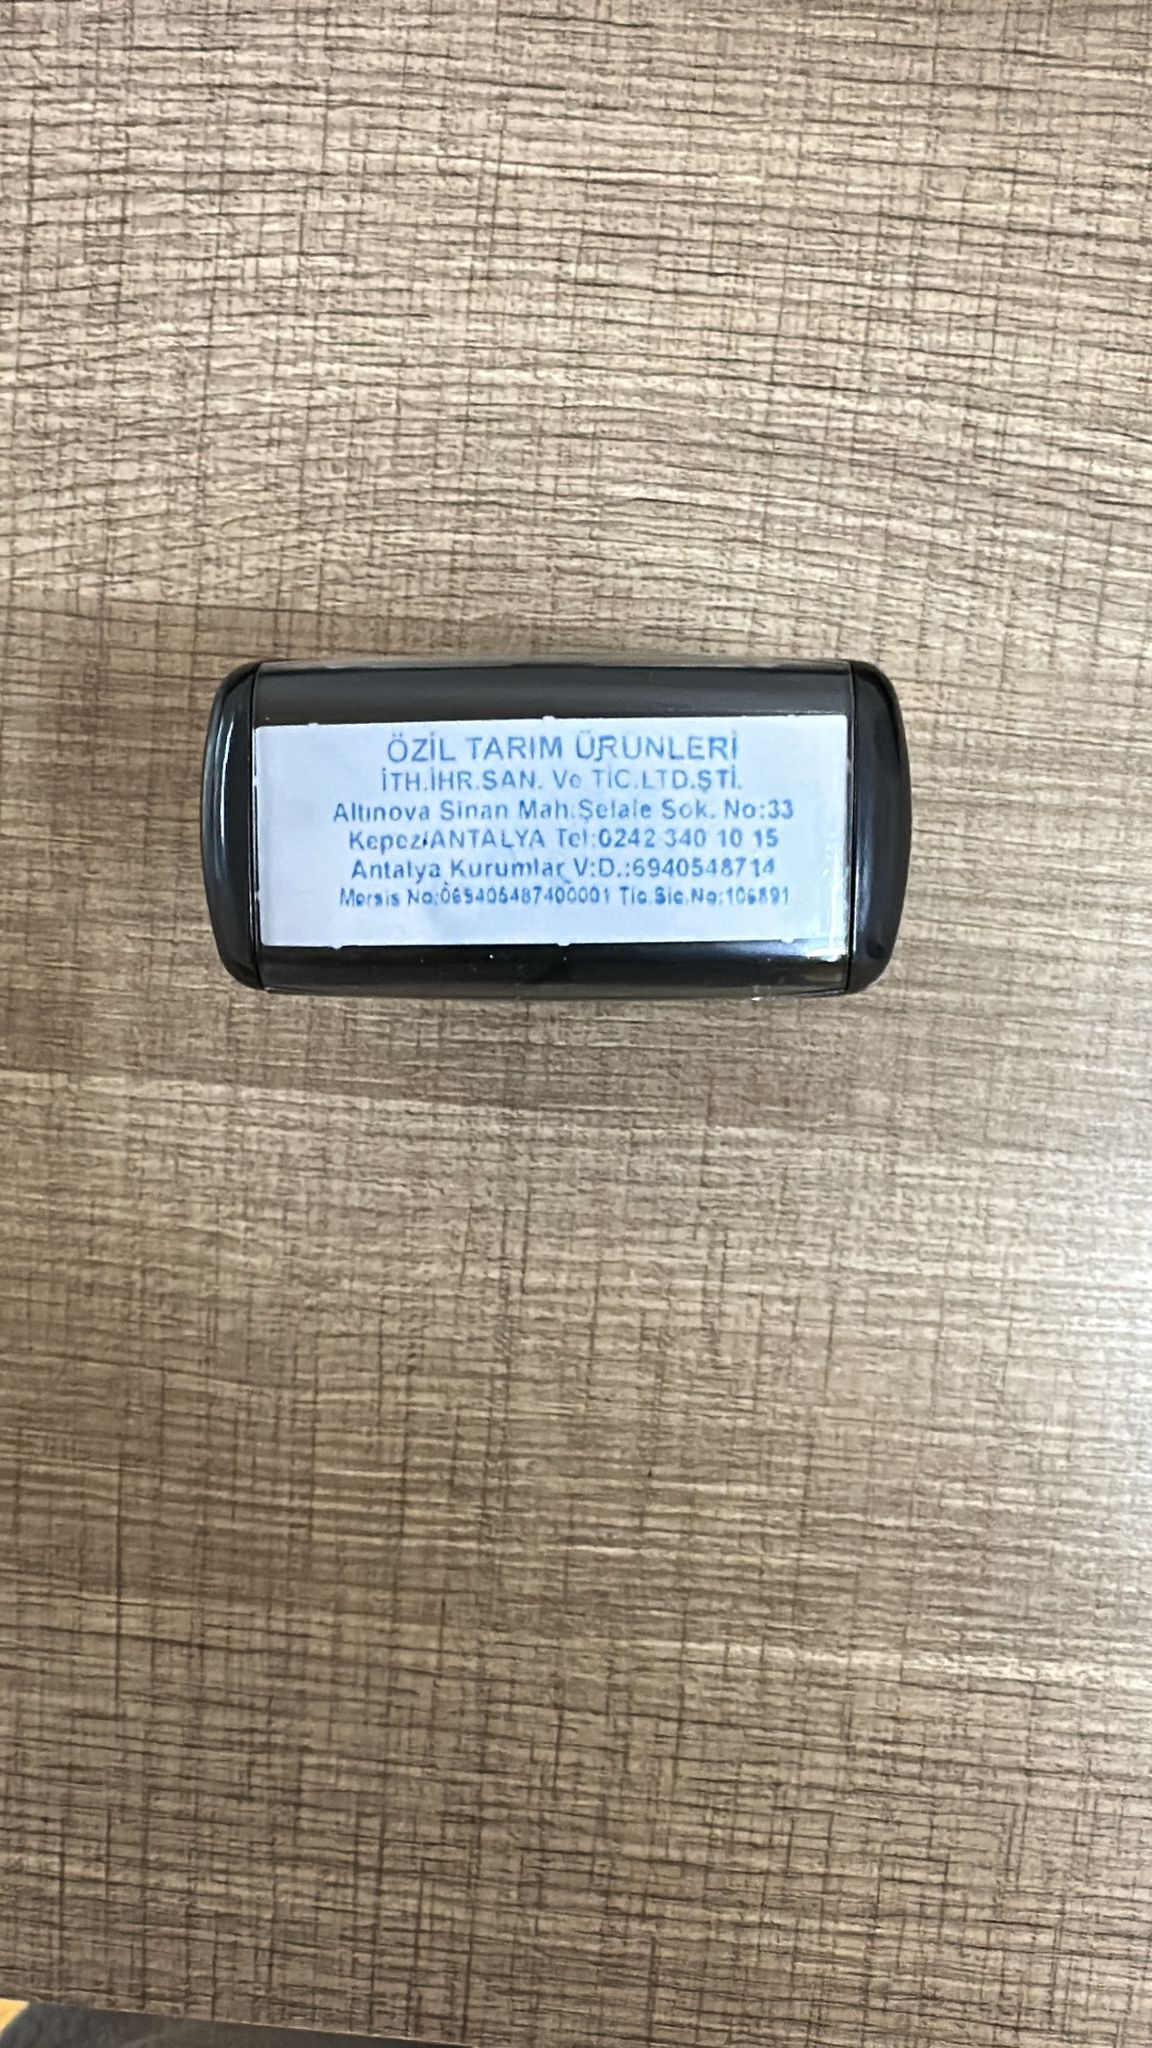 ÖZİL TARIM ÜRÜNLERİ
İTH.İHR.SAN. Ve TİC.LTD.ŞTİ.
Altınova Sinan Mah.Şelale Sok. No:33
Kepez/ANTALYA Tel:0242 340 10 15
Antalya Kurumlar V.D.:6940548714
Mersis No: Tic.Sic.No:106891